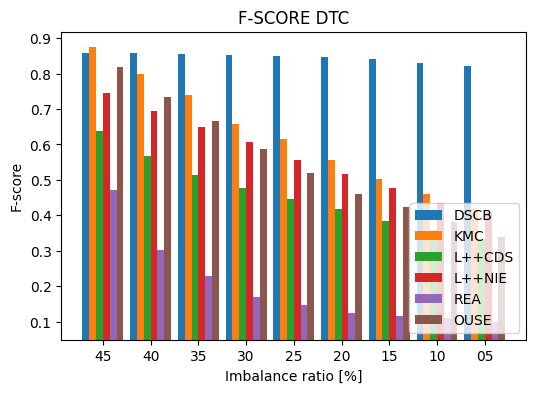 F-SCORE DTC
F-score
0.9
0.8
0.7
0.6
0.5
0.4
0.3
0.2
0.1
45 40 35 30 25 20 15 10 05
Imbalance ratio [%]
DSCB
KMC
L++CDS
L++NIE
REA
OUSE